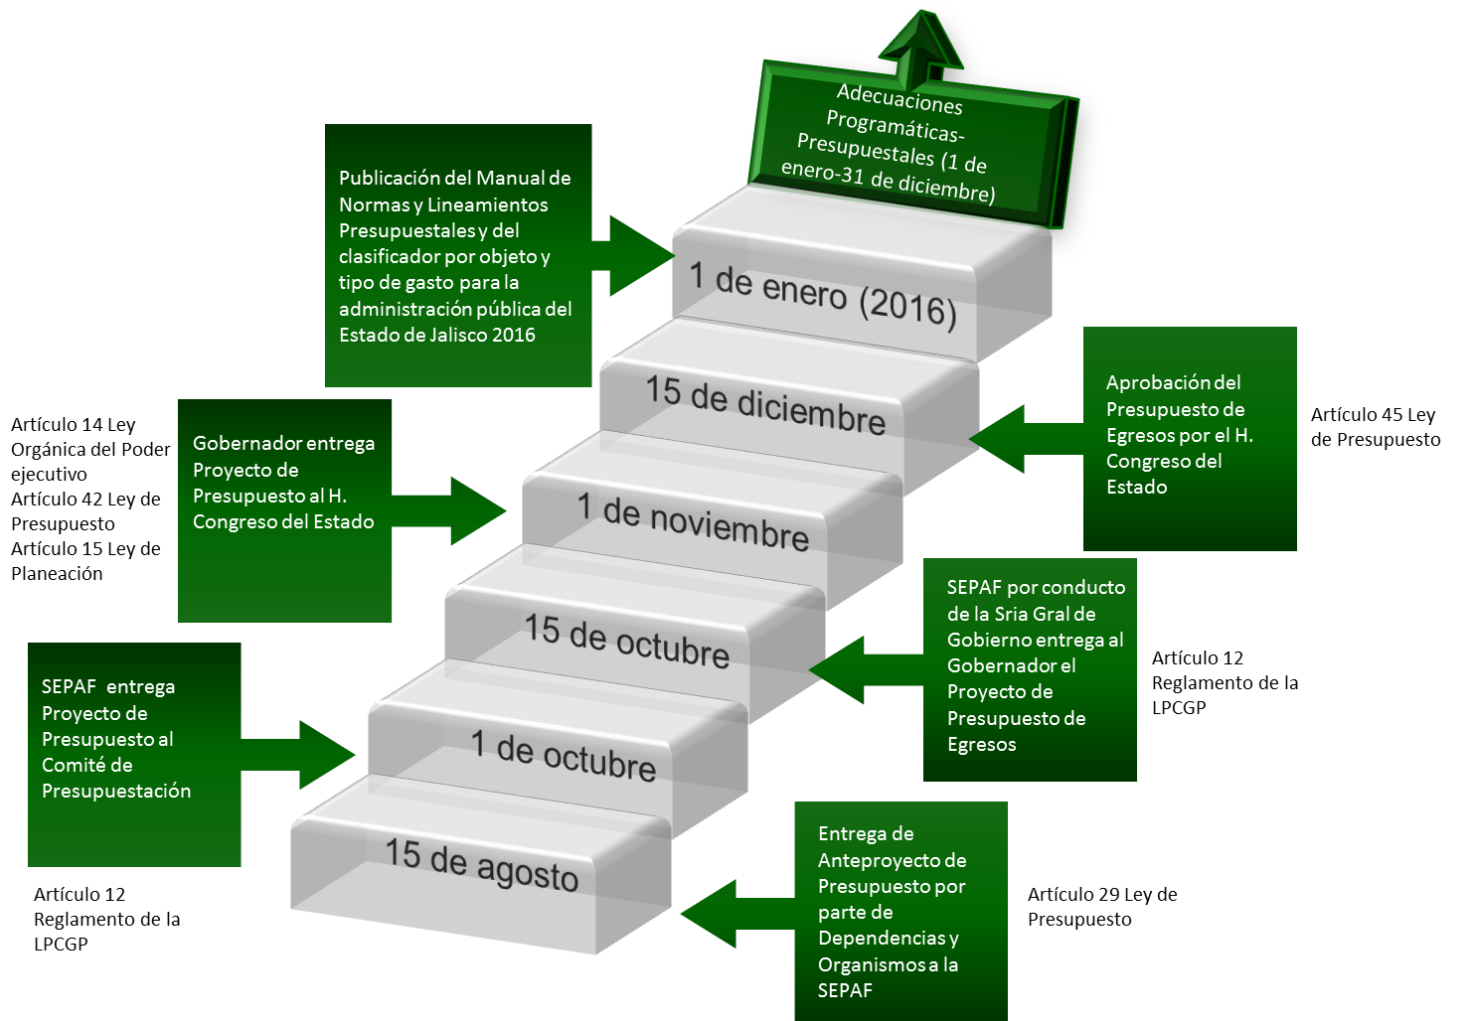 Adecuaciones
Programáticas-
Presupuestales (1 de
enero-31 de diciembre)
Publicación del Manual de
Normas y Lineamientos
Presupuestales y del
clasificador por objeto y
tipo de gasto para la
administración pública del
Estado de Jalisco 2016
1 de enero (2016)
15 de diciembre
Aprobación del
Presupuesto de
Egresos por el H.
Congreso del
Estado
Artículo 45 Ley
de Presupuesto
Artículo 14 Ley
Orgánica del Poder
ejecutivo
Artículo 42 Ley de
Presupuesto
Artículo 15 Ley de
Planeación
Gobernador entrega
Proyecto de
Presupuesto al H.
Congreso del Estado
1 de noviembre
15 de octubre
SEPAF por conducto
de la Sria Gral de
Gobierno entrega al
Gobernador el
Proyecto de
Presupuesto de
Egresos
Artículo 12
Reglamento de la
LPCGP
SEPAF  entrega
Proyecto de
Presupuesto al
Comité de
Presupuestación
Artículo 12
Reglamento de la
LPCGP
1 de octubre
15 de agosto
Entrega de
Anteproyecto de
Presupuesto por
parte de
Dependencias y
Organismos a la
SEPAF
Artículo 29 Ley de
Presupuesto